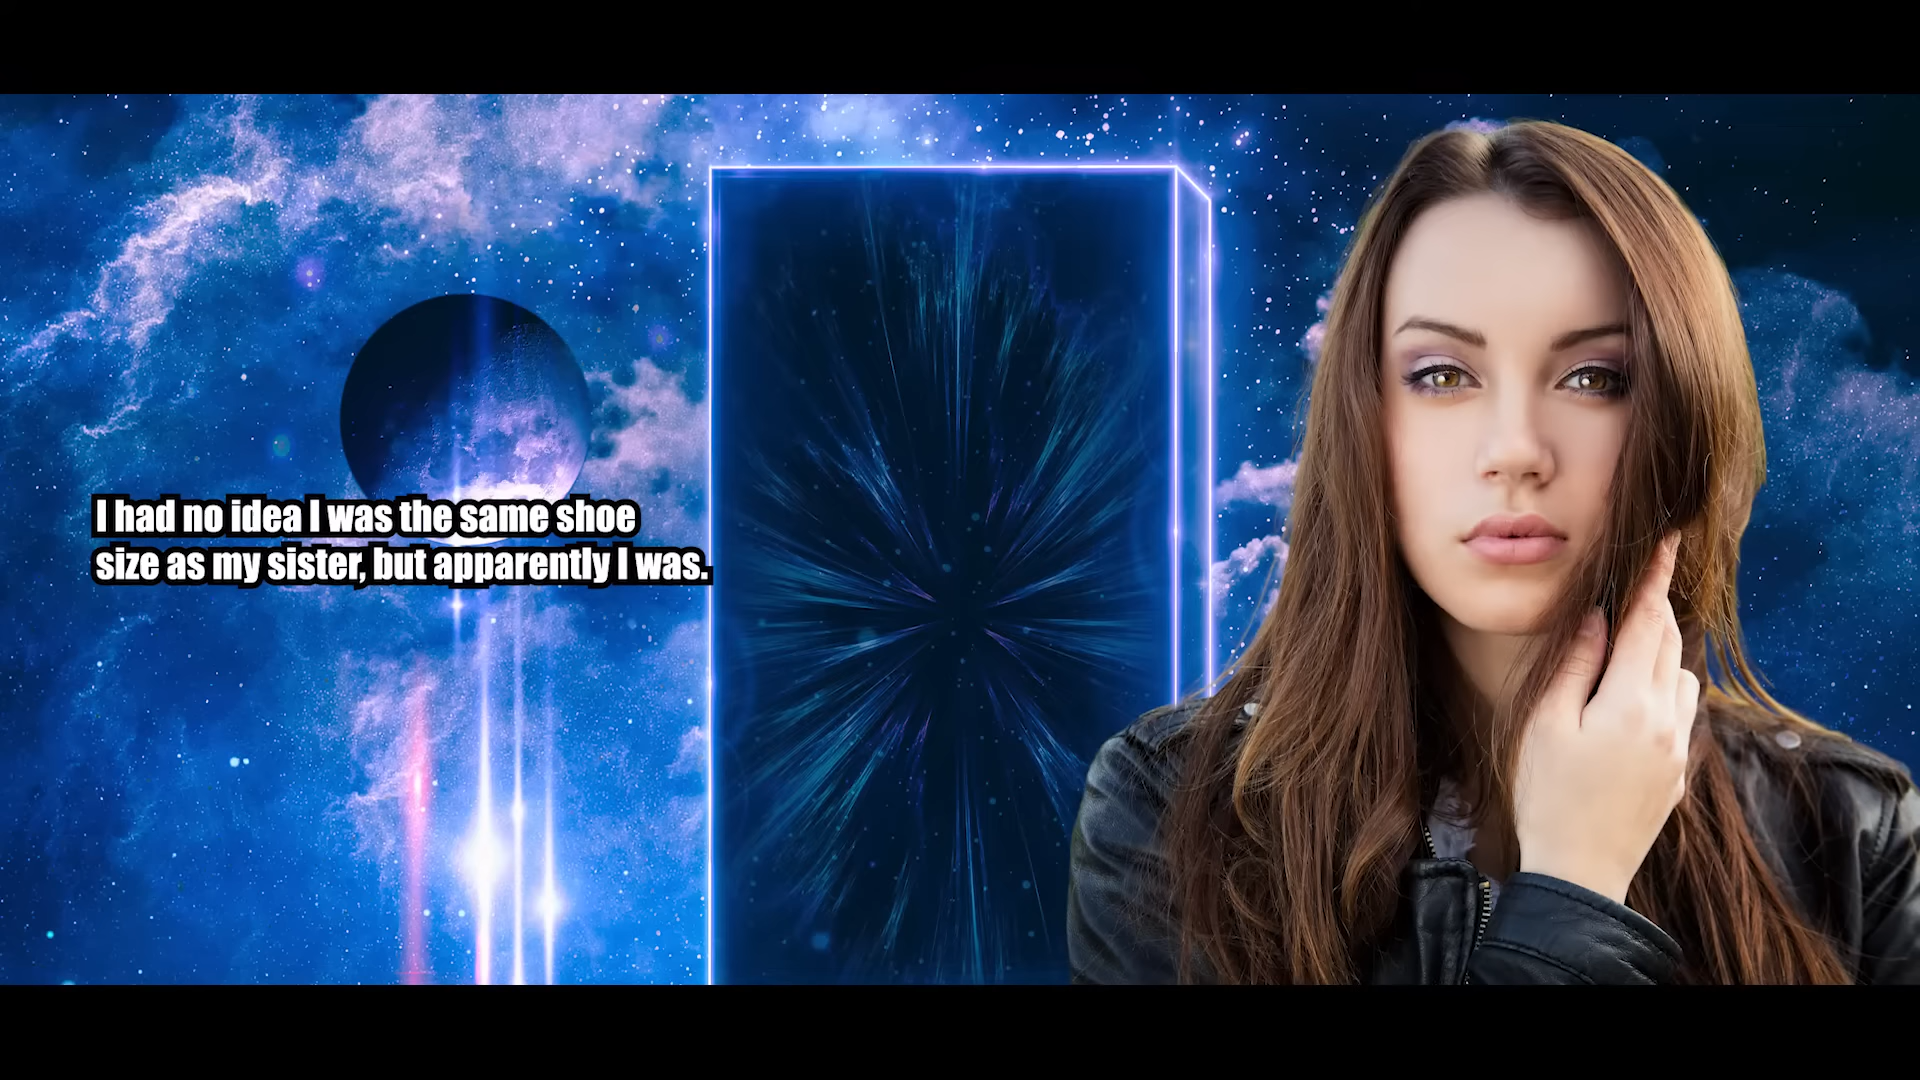 I had no idea I was the same shoe
size as my sister, but apparently I was.